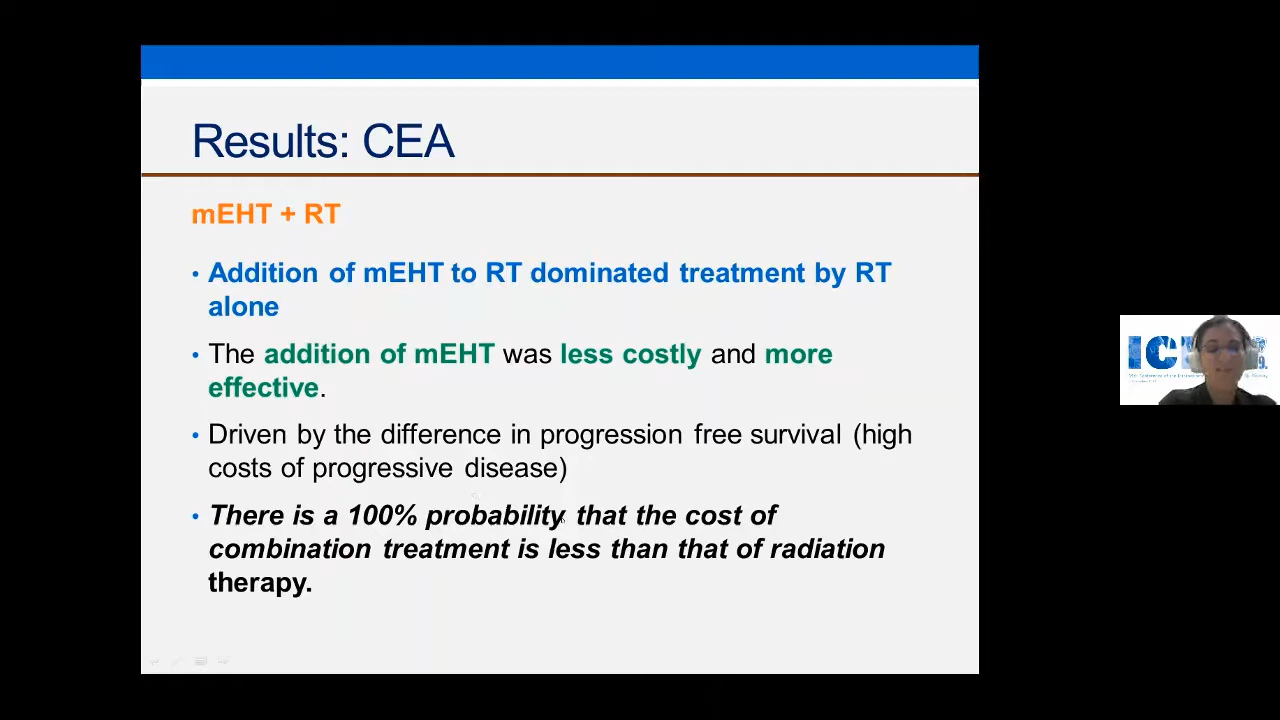 Results: CEA
mEHT + RT
• Addition of mEHT to RT dominated treatment by RT
alone
• The addition of mEHT was less costly and more
effective.
• Driven by the difference in progression free survival (high
costs of progressive disease)
• There is a 100% probability that the cost of
combination treatment is less than that of radiation
therapy.